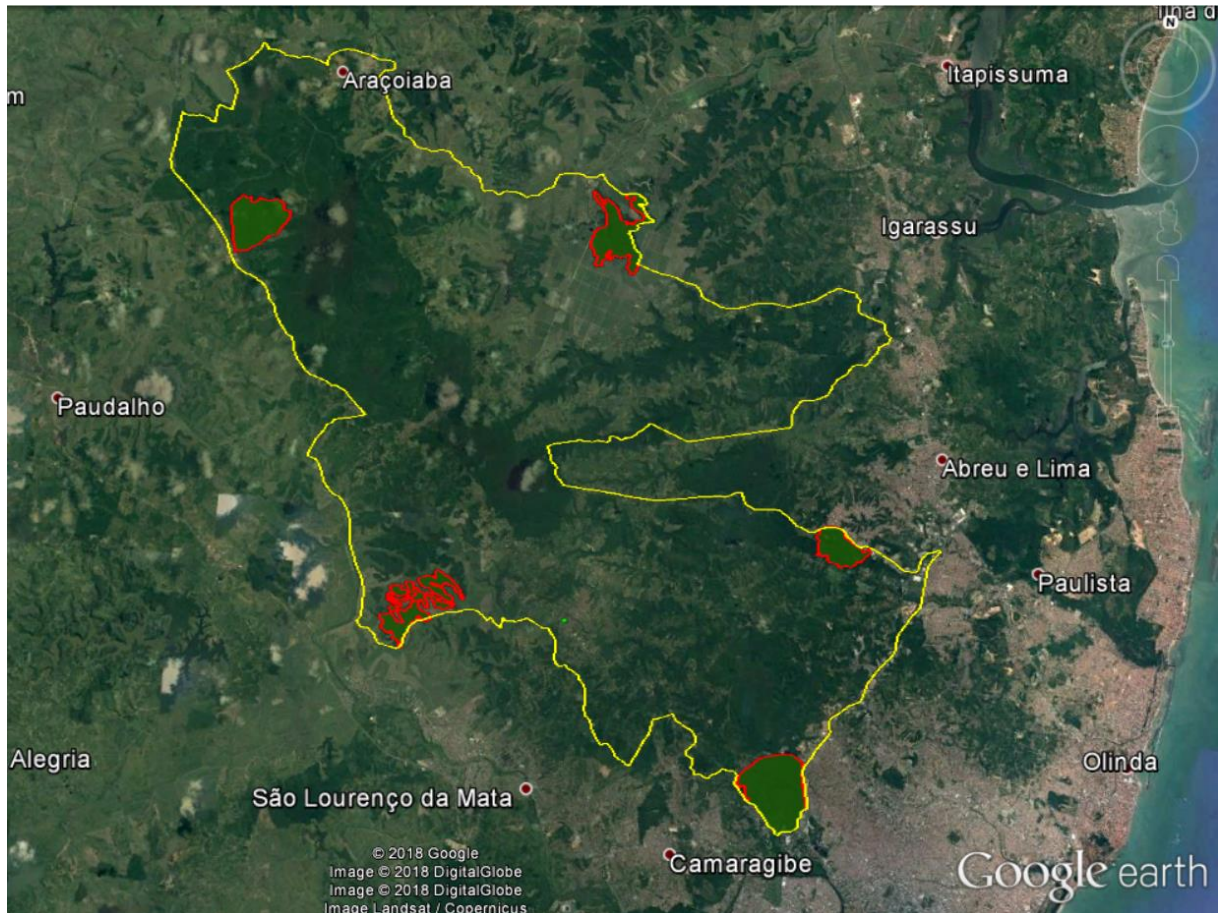 Ilha d
N
Araçoiaba
Itapissuma
m
Igarassu
Paudalho
Abreu e Lima
Paulista
Alegria
Olinda
São Lourenço da Mata
© 2018 Google
Image © 2018 DigitalGlobe
Image © 2018 DigitalGlobe
Image Landsat / Copernicus
Camaragibe
Google earth